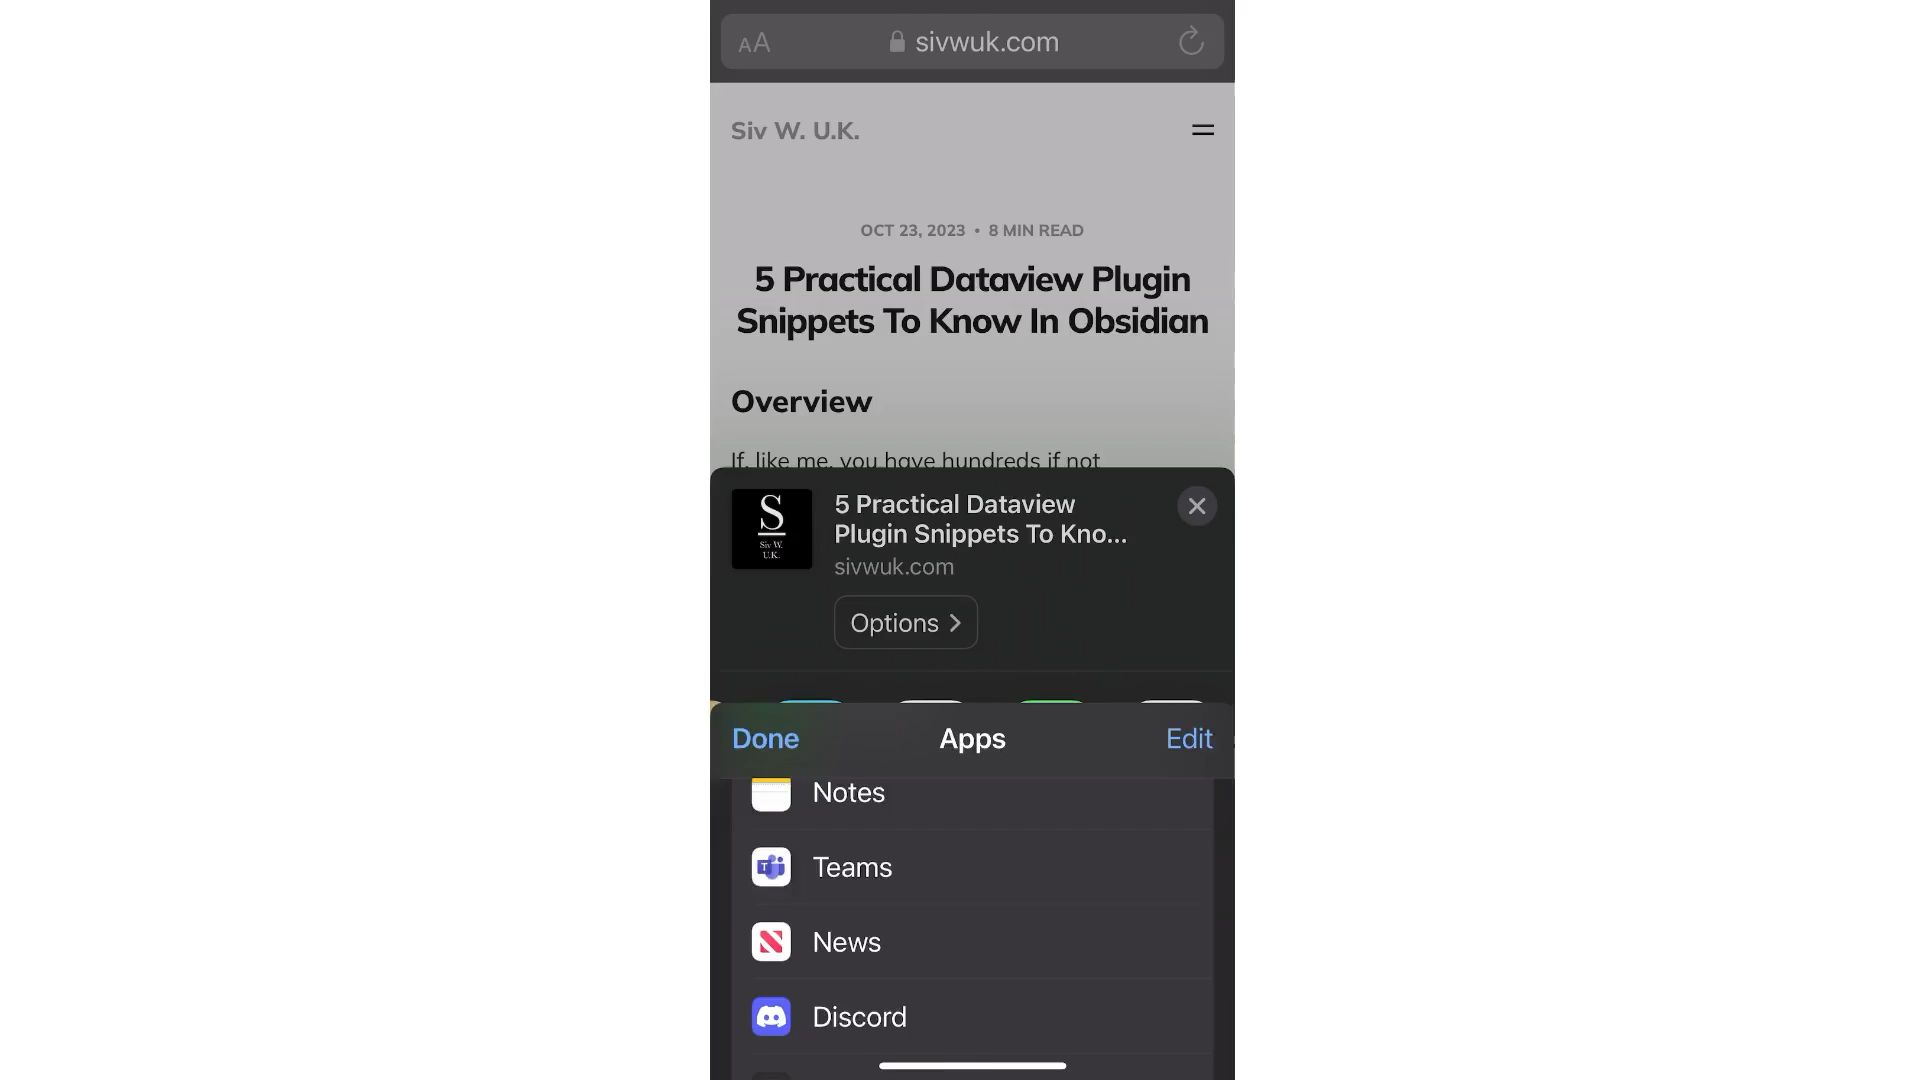 AA
sivwuk.com
Siv W. U.K.
OCT 23, 2023 • 8 MIN READ
5 Practical Dataview Plugin
Snippets To Know In Obsidian
Overview
If, like me, you have hundreds if not
S
Siv W.
U.K.
5 Practical Dataview
Plugin Snippets To Kno...
sivwuk.com
Options
Done
Apps
Edit
Notes
Teams
News
Discord